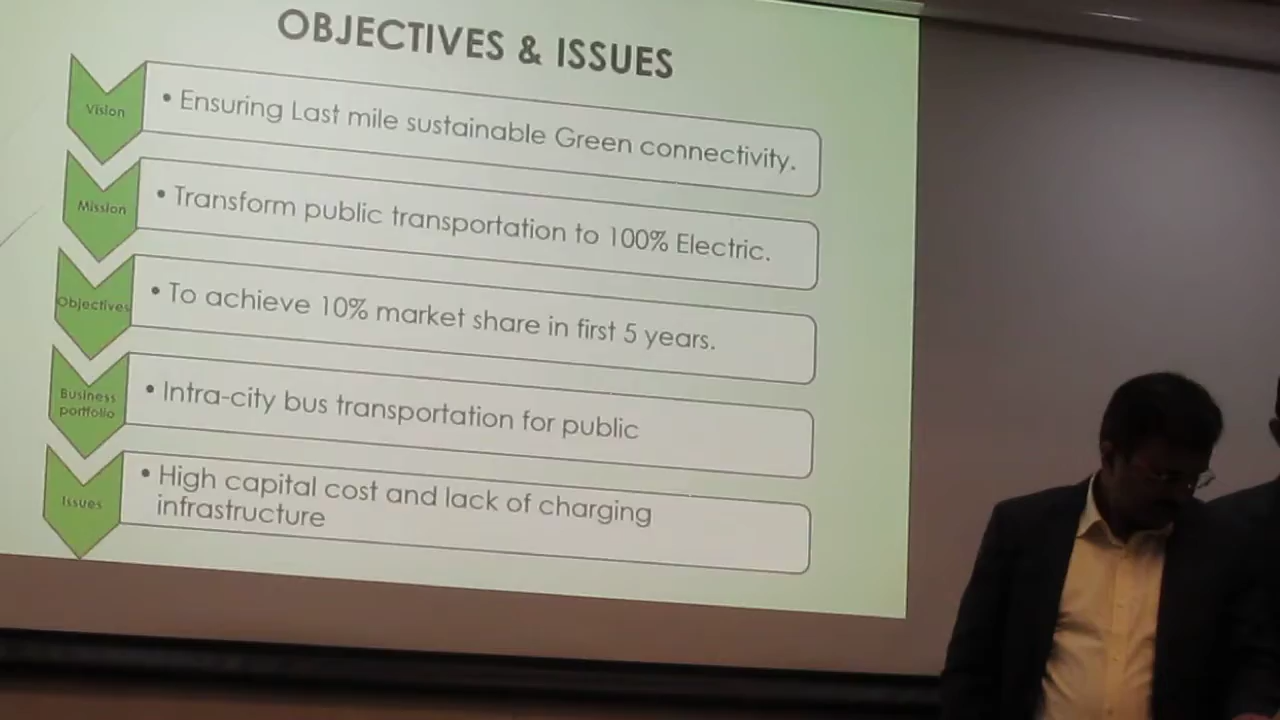 OBJECTIVES & ISSUES
Vision
• Ensuring Last mile sustainable Green connectivity.
Mission
• Transform public transportation to 100% Electric.
Objectives
• To achieve 10% market share in first 5 years.
Business
portfolio
• Intra-city bus transportation for public
Issues
• High capital cost and lack of charging
infrastructure